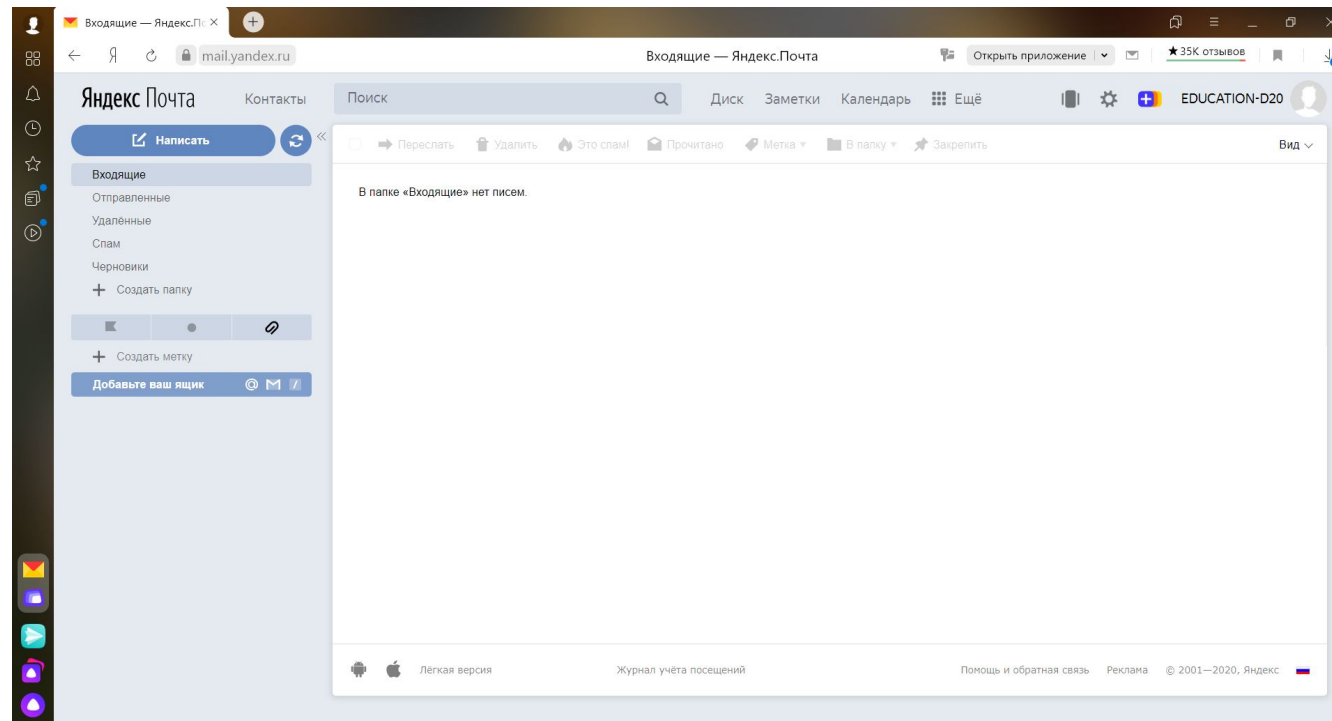 Входящие — Яндекс.По
mail.yandex.ru
Входящие — Яндекс.Почта
Открыть приложение
★35K отзывов
Яндекс Почта
Контакты
Поиск
Диск Заметки Календарь Ещё
EDUCATION-D20
Написать
Переслать Удалить Это спам! Прочитано Метка В папку Закрепить
Вид
Входящие
Отправленные
Удалённые
Спам
Черновики
Создать папку
Создать метку
Добавьте ваш ящик
В папке «Входящие» нет писем.
Лёгкая версия
Журнал учёта посещений
Помощь и обратная связь Реклама © 2001—2020, Яндекс